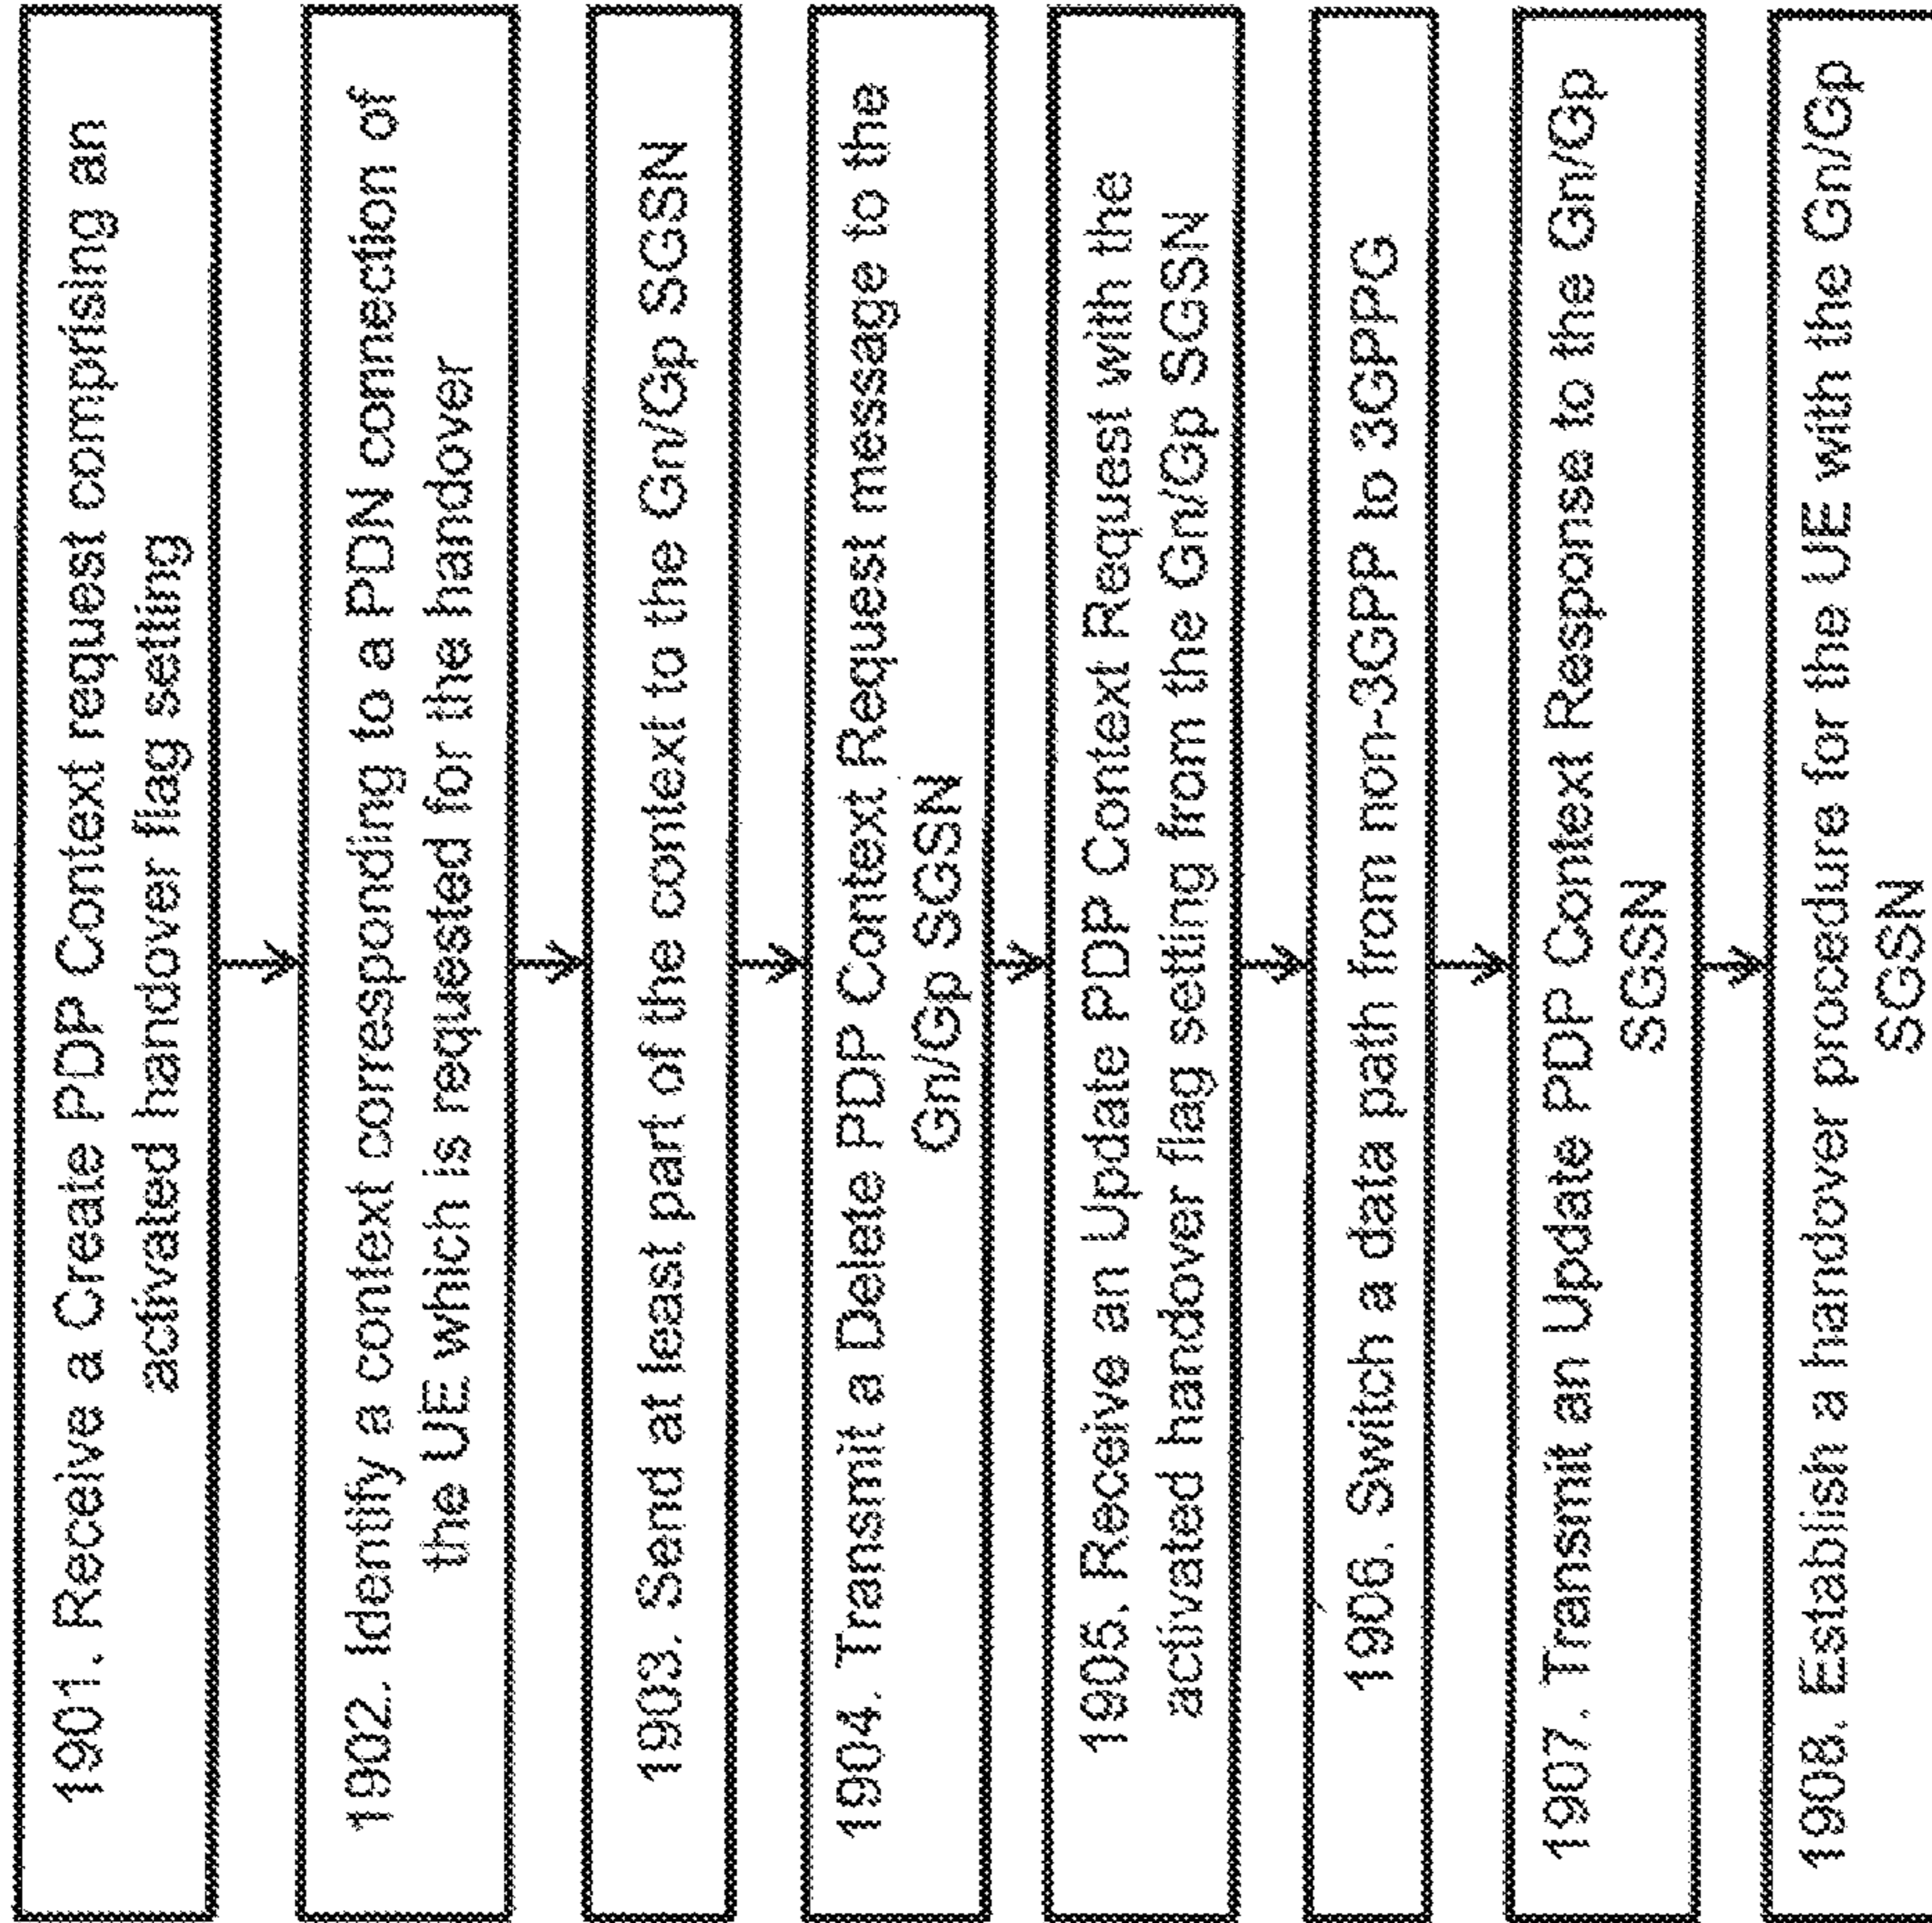 1901. Receive a Create PDP Context request comprising an
activated handover flag setting
1902. Identify a context corresponding to a PDN connection of
the UE which is requested for the handover
1903. Send at least part of the context to the Gn/Gp SGSN
1904. Transmit a Delete PDP Context Request message to the
Gn/Gp SGSN
1905. Receive an Update PDP Context Request with the
activated handover flag setting from the Gn/Gp SGSN
1906. Switch a data path from non-3GPP to 3GPPG
1907. Transmit an Update PDP Context Response to the Gn/Gp
SGSN
1908. Establish a handover procedure for the UE with the Gn/Gp
SGSN